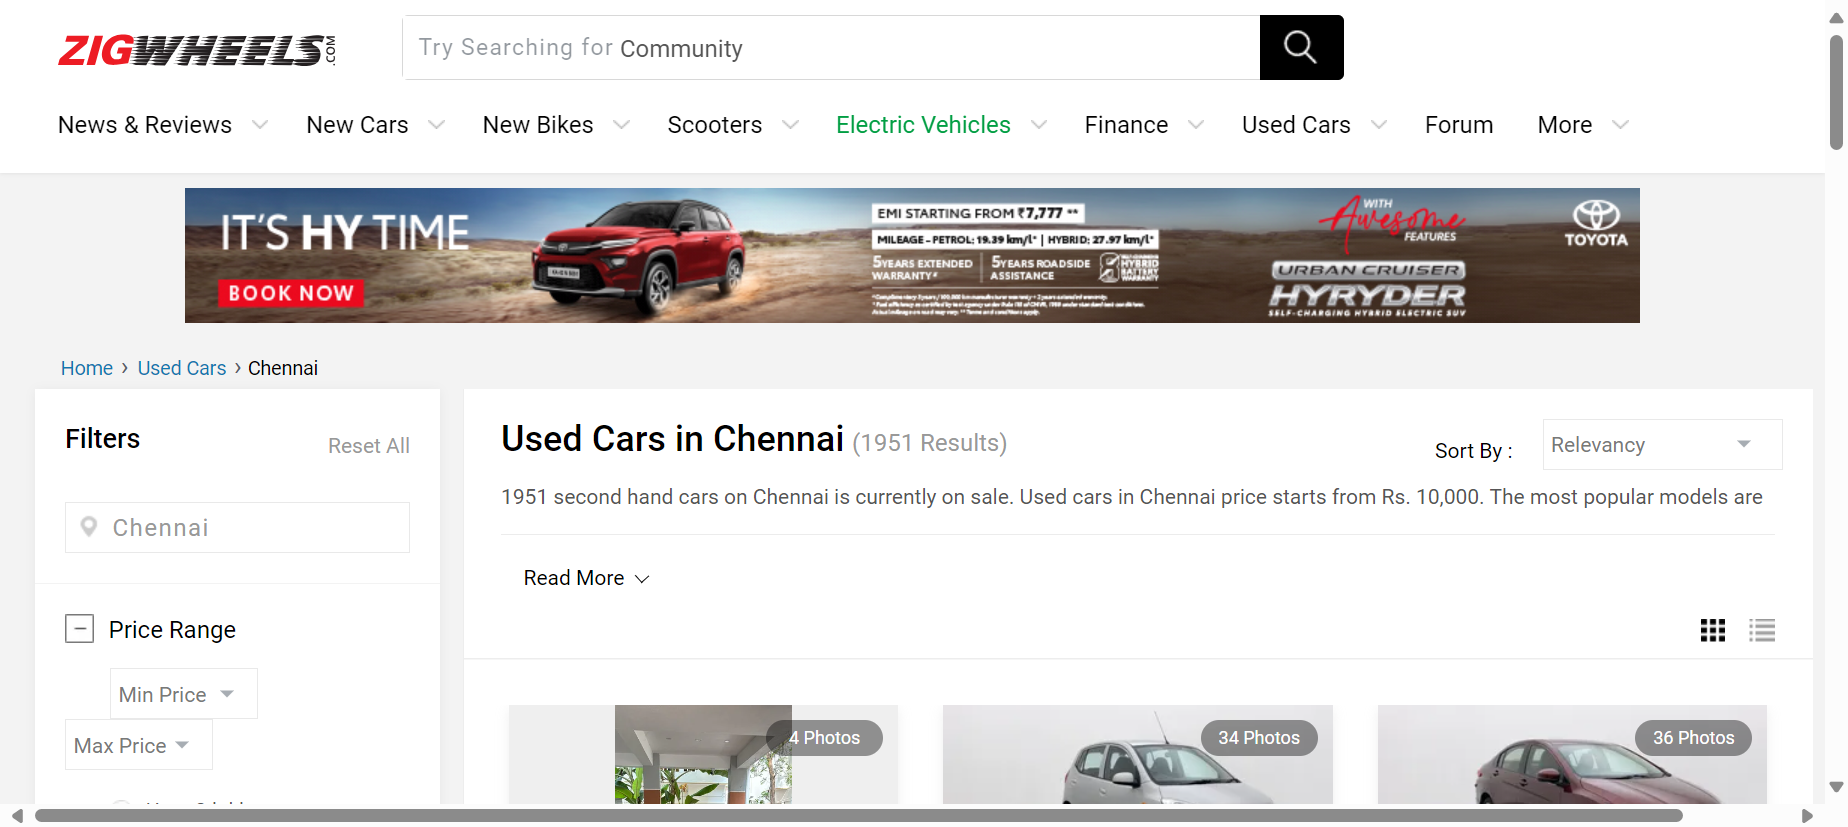 ZIGWHEELS.COM
Try Searching for Community
News & Reviews New Cars New Bikes Scooters Electric Vehicles Finance Used Cars Forum More
IT'S HY TIME
BOOK NOW
EMI STARTING FROM ₹7,777 **
MILEAGE - PETROL: 19.39 km/l* | HYBRID: 27.97 km/l*
5 YEARS EXTENDED WARRANTY*
5 YEARS ROADSIDE ASSISTANCE
HYBRID BATTERY WARRANTY
WITH Awesome FEATURES
URBAN CRUISER
HYRYDER
SELF-CHARGING HYBRID ELECTRIC SUV
TOYOTA
Home › Used Cars › Chennai
Filters
Reset All
Chennai
Price Range
Min Price
Max Price
Used Cars in Chennai (1951 Results)
Sort By : Relevancy
1951 second hand cars on Chennai is currently on sale. Used cars in Chennai price starts from Rs. 10,000. The most popular models are
Read More
4 Photos
34 Photos
36 Photos